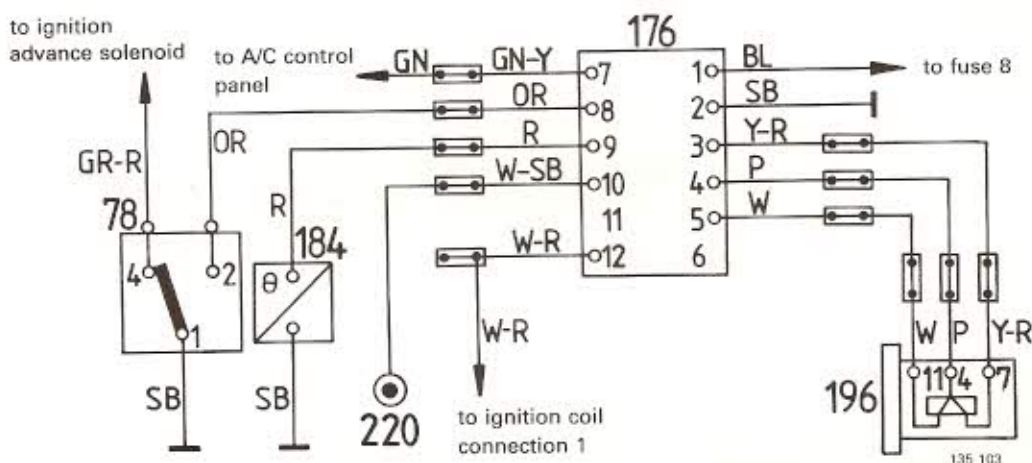 to ignition
advance solenoid
to A/C control
panel
GN
GN-Y
176
7
1
BL
to fuse 8
OR
8
2
SB
R
9
3
Y-R
W-SB
10
4
P
11
5
W
W-R
12
6
GR-R
OR
R
78
4
2
1
184
θ
SB
SB
W-R
220
to ignition coil
connection 1
W
P
Y-R
196
11
4
7
135 103